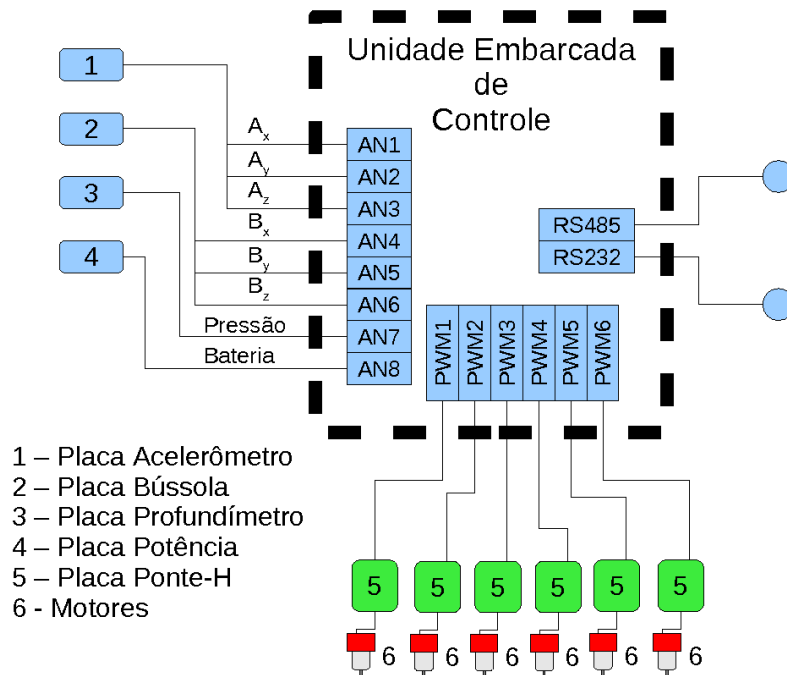 Unidade Embarcada
de
Controle
1
2
3
4
Ax
Ay
Az
Bx
By
Bz
Pressão
Bateria
AN1
AN2
AN3
AN4
AN5
AN6
AN7
AN8
RS485
RS232
PWM1
PWM2
PWM3
PWM4
PWM5
PWM6
1 – Placa Acelerômetro
2 – Placa Bússola
3 – Placa Profundímetro
4 – Placa Potência
5 – Placa Ponte-H
6 - Motores
5 5 5 5 5 5
6 6 6 6 6 6